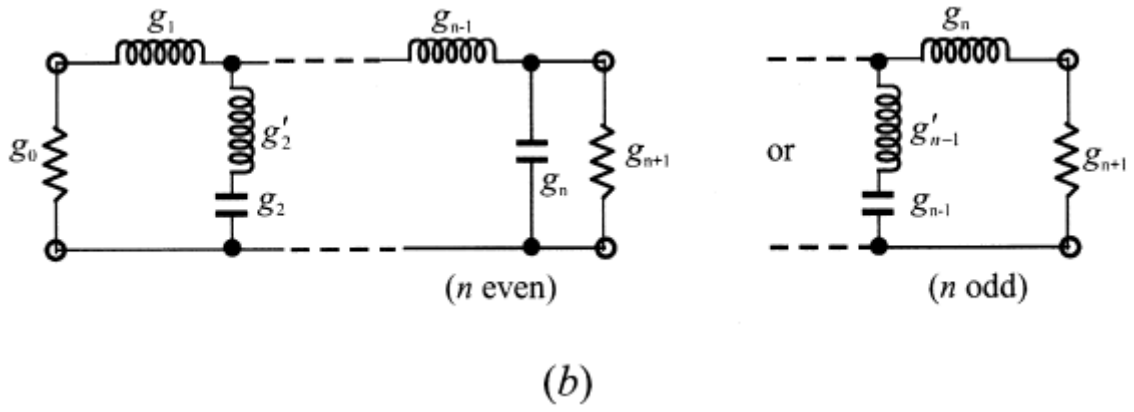 g₁
gₙ₋₁
gₙ
g₀
g′₂
g₂
gₙ
gₙ₊₁
or
g′ₙ₋₁
gₙ₋₁
gₙ₊₁
(n even)
(n odd)
(b)